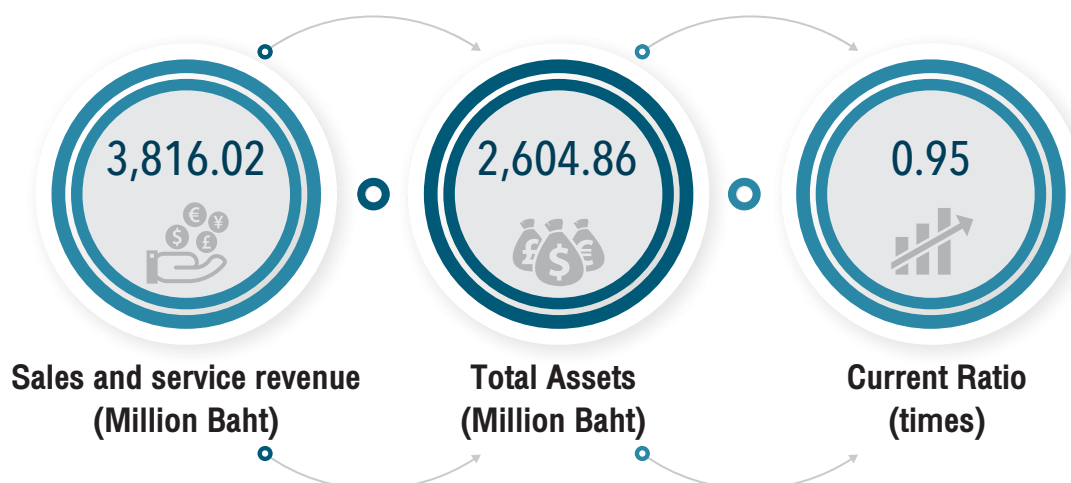 3,816.02
Sales and service revenue
(Million Baht)
2,604.86
Total Assets
(Million Baht)
0.95
Current Ratio
(times)